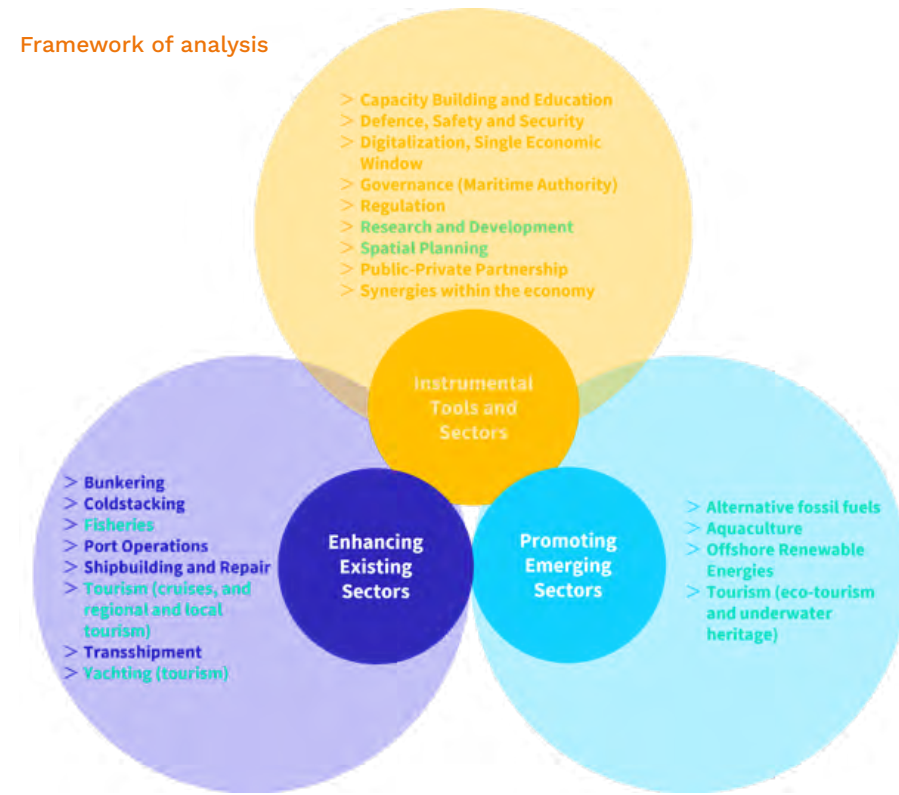 Framework of analysis
> Capacity Building and Education
> Defence, Safety and Security
> Digitalization, Single Economic
Window
> Governance (Maritime Authority)
> Regulation
> Research and Development
> Spatial Planning
> Public-Private Partnership
> Synergies within the economy
Instrumental
Tools and
Sectors
> Bunkering
> Coldstacking
> Fisheries
> Port Operations
> Shipbuilding and Repair
> Tourism (cruises, and
regional and local
tourism)
> Transshipment
> Yachting (tourism)
Enhancing
Existing
Sectors
Promoting
Emerging
Sectors
> Alternative fossil fuels
> Aquaculture
> Offshore Renewable
Energies
> Tourism (eco-tourism
and underwater
heritage)